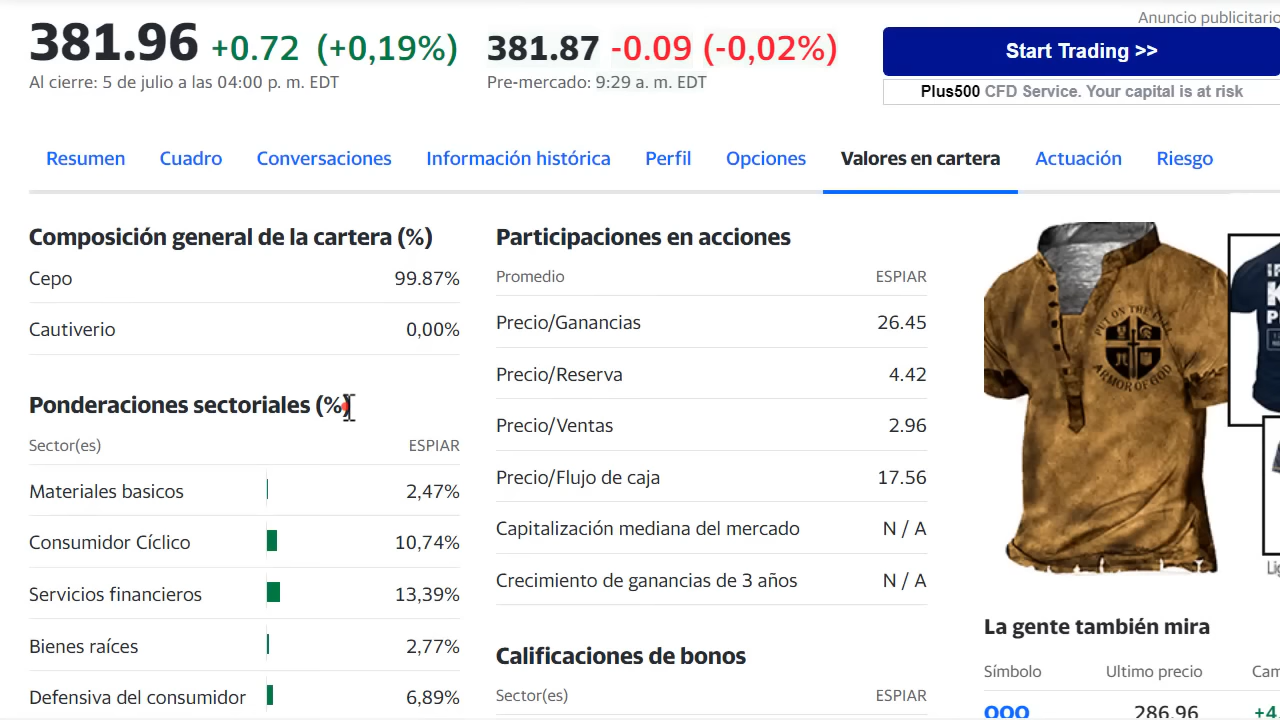 Anuncio publicitario
381.96 +0.72 (+0,19%)
Al cierre: 5 de julio a las 04:00 p. m. EDT
381.87 -0.09 (-0,02%)
Pre-mercado: 9:29 a. m. EDT
Start Trading >>
Plus500 CFD Service. Your capital is at risk
Resumen Cuadro Conversaciones Información histórica Perfil Opciones Valores en cartera Actuación Riesgo
Composición general de la cartera (%)
Cepo 99.87%
Cautiverio 0,00%
Ponderaciones sectoriales (%)
Sector(es) ESPIAR
Materiales basicos 2,47%
Consumidor Cíclico 10,74%
Servicios financieros 13,39%
Bienes raíces 2,77%
Defensiva del consumidor 6,89%
Participaciones en acciones
Promedio ESPIAR
Precio/Ganancias 26.45
Precio/Reserva 4.42
Precio/Ventas 2.96
Precio/Flujo de caja 17.56
Capitalización mediana del mercado N / A
Crecimiento de ganancias de 3 años N / A
Calificaciones de bonos
Sector(es) ESPIAR
PUT ON THE FULL
ARMOR OF GOD
La gente también mira
Símbolo Ultimo precio Cam
QQQ 286.96 +4